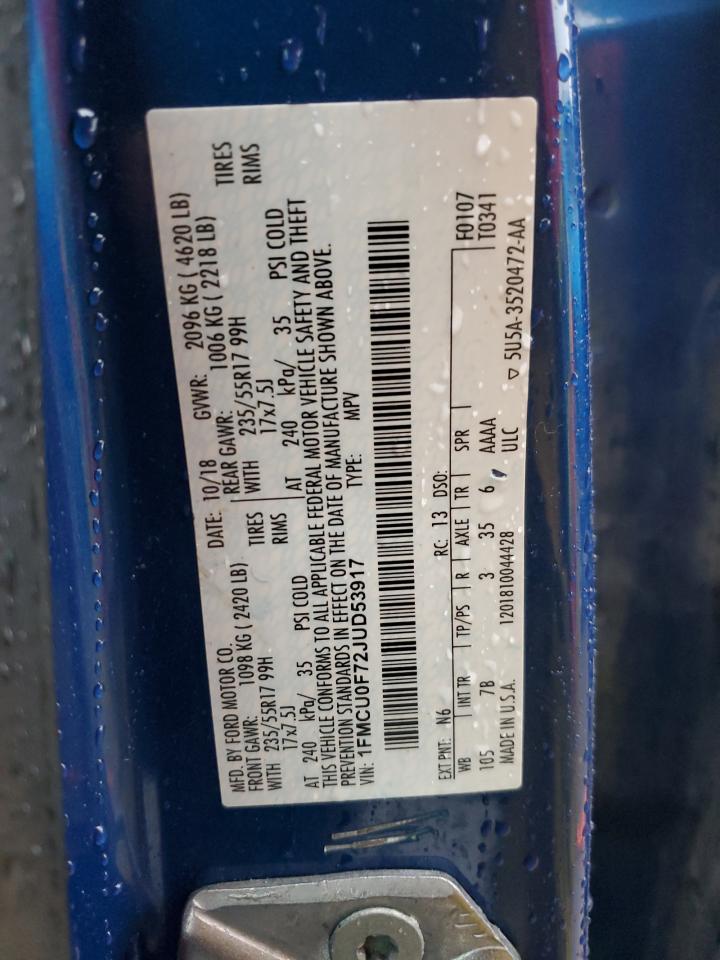 MFD. BY FORD MOTOR CO.
DATE: 10/18 GVWR: 2096 KG ( 4620 LB)
FRONT GAWR: 1098 KG ( 2420 LB) REAR GAWR: 1006 KG ( 2218 LB)
WITH 235/55R17 99H TIRES WITH 235/55R17 99H TIRES
17x7.5J RIMS 17x7.5J RIMS
AT 240 kPa/ 35 PSI COLD AT 240 kPa/ 35 PSI COLD
THIS VEHICLE CONFORMS TO ALL APPLICABLE FEDERAL MOTOR VEHICLE SAFETY AND THEFT
PREVENTION STANDARDS IN EFFECT ON THE DATE OF MANUFACTURE SHOWN ABOVE.
VIN: 1FMCU0F72JUD53917 TYPE: MPV
EXT PNT: N6 RC: 13 DSO: F0107
WB INT TR TP/PS R AXLE TR SPR T0341
105 7B 3 35 6 AAAA
MADE IN U.S.A. 1201810044428 ULC ▽ 5U5A-3520472-AA